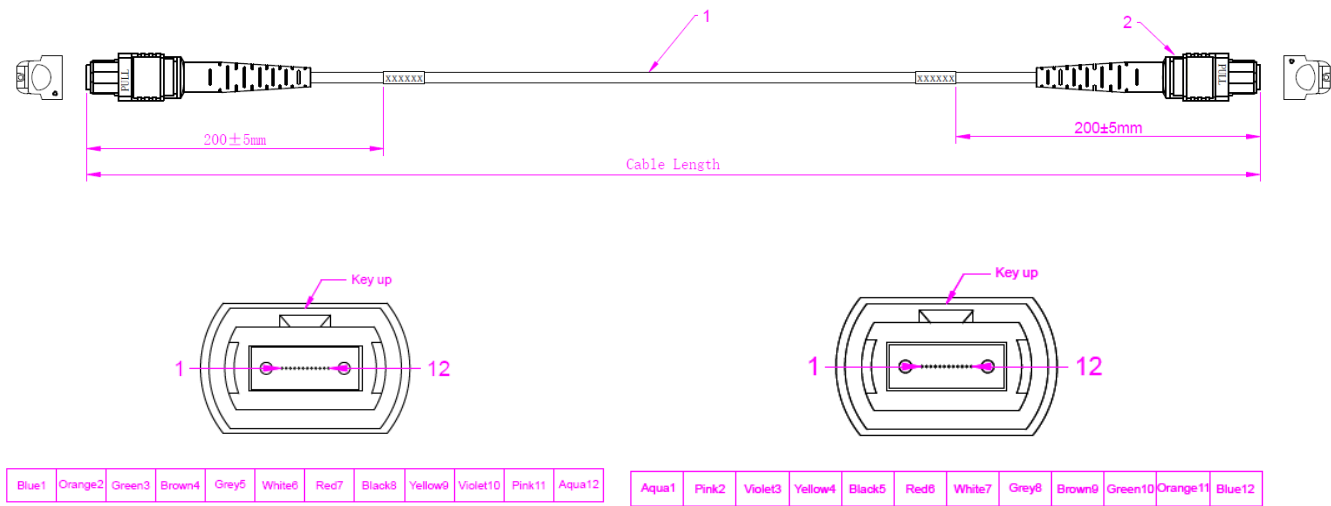 1
2
PULL
XXXXXX
XXXXXX
PULL
200±5mm
200±5mm
Cable Length
Key up
Key up
1
12
1
12
Blue1 Orange2 Green3 Brown4 Grey5 White6 Red7 Black8 Yellow9 Violet10 Pink11 Aqua12
Aqua1 Pink2 Violet3 Yellow4 Black5 Red6 White7 Grey8 Brown9 Green10 Orange11 Blue12